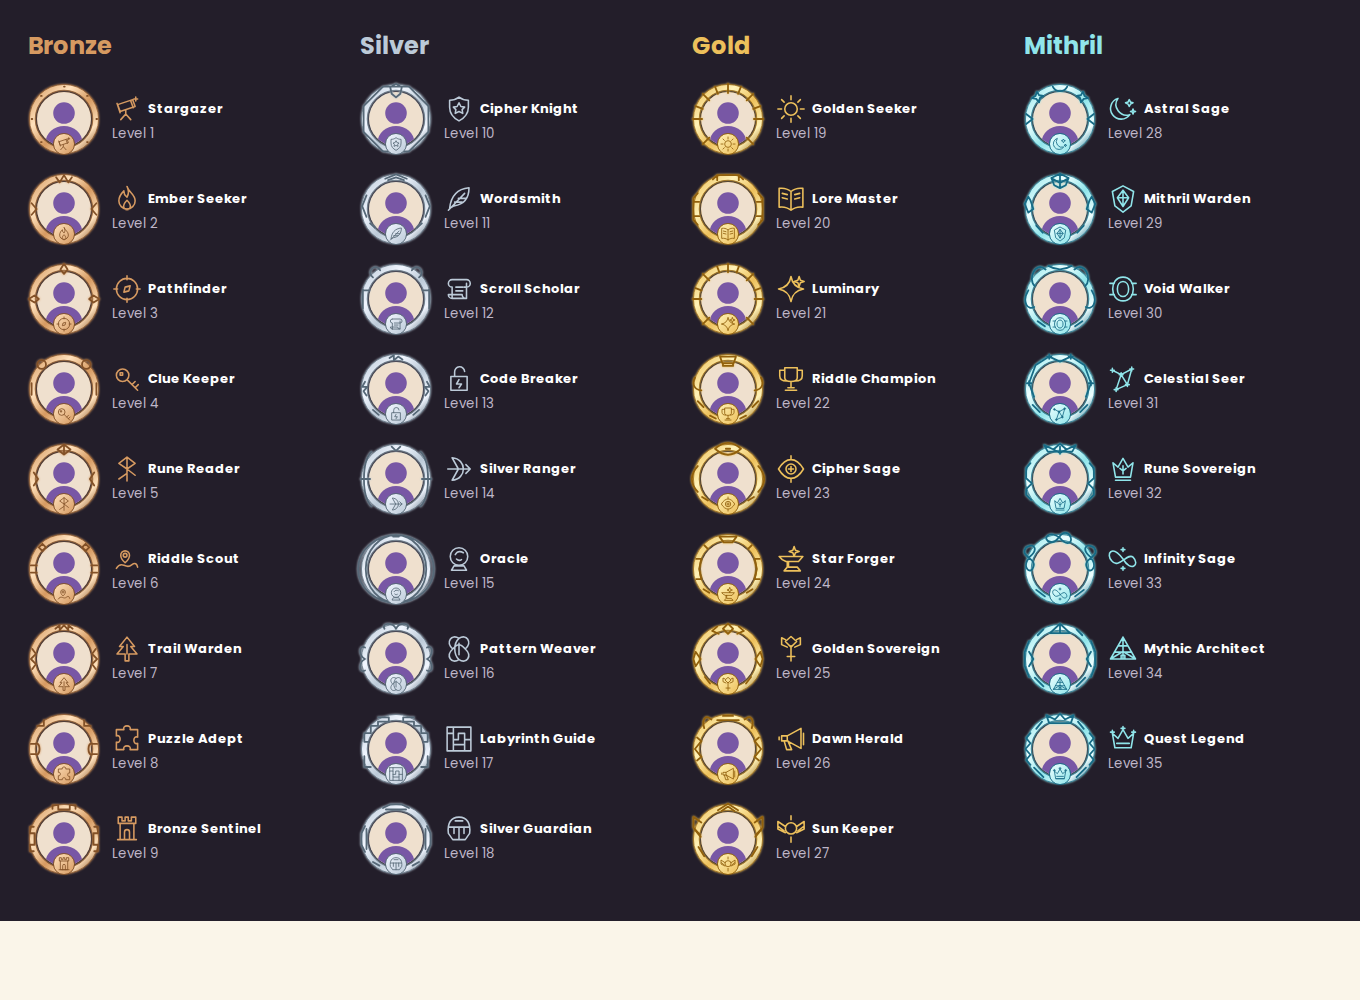 Bronze
Stargazer
Level 1
Ember Seeker
Level 2
Pathfinder
Level 3
Clue Keeper
Level 4
Rune Reader
Level 5
Riddle Scout
Level 6
Trail Warden
Level 7
Puzzle Adept
Level 8
Bronze Sentinel
Level 9
Silver
Cipher Knight
Level 10
Wordsmith
Level 11
Scroll Scholar
Level 12
Code Breaker
Level 13
Silver Ranger
Level 14
Oracle
Level 15
Pattern Weaver
Level 16
Labyrinth Guide
Level 17
Silver Guardian
Level 18
Gold
Golden Seeker
Level 19
Lore Master
Level 20
Luminary
Level 21
Riddle Champion
Level 22
Cipher Sage
Level 23
Star Forger
Level 24
Golden Sovereign
Level 25
Dawn Herald
Level 26
Sun Keeper
Level 27
Mithril
Astral Sage
Level 28
Mithril Warden
Level 29
Void Walker
Level 30
Celestial Seer
Level 31
Rune Sovereign
Level 32
Infinity Sage
Level 33
Mythic Architect
Level 34
Quest Legend
Level 35